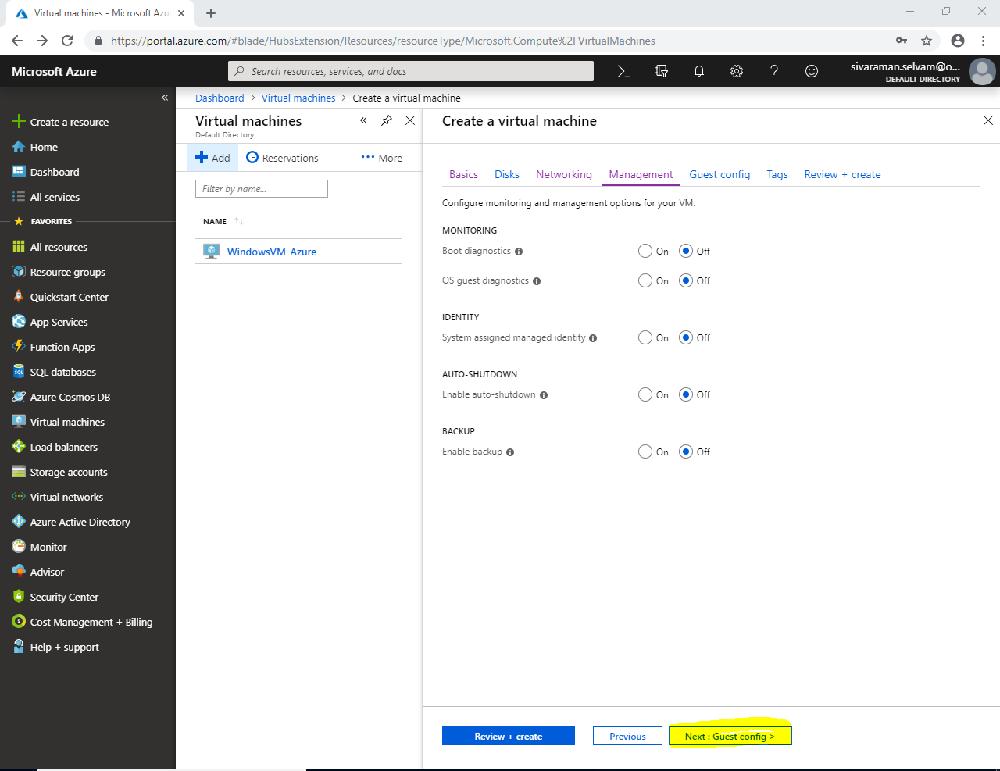 Virtual machines - Microsoft Azu
https://portal.azure.com/#blade/HubsExtension/Resources/resourceType/Microsoft.Compute%2FVirtualMachines
Microsoft Azure
Search resources, services, and docs
sivaraman.selvam@o...
DEFAULT DIRECTORY
Create a resource
Home
Dashboard
All services
FAVORITES
All resources
Resource groups
Quickstart Center
App Services
Function Apps
SQL databases
Azure Cosmos DB
Virtual machines
Load balancers
Storage accounts
Virtual networks
Azure Active Directory
Monitor
Advisor
Security Center
Cost Management + Billing
Help + support
Dashboard > Virtual machines > Create a virtual machine
Virtual machines
Default Directory
Add Reservations ··· More
Filter by name...
NAME
WindowsVM-Azure
Create a virtual machine
Basics Disks Networking Management Guest config Tags Review + create
Configure monitoring and management options for your VM.
MONITORING
Boot diagnostics On Off
OS guest diagnostics On Off
IDENTITY
System assigned managed identity On Off
AUTO-SHUTDOWN
Enable auto-shutdown On Off
BACKUP
Enable backup On Off
Review + create Previous Next : Guest config >